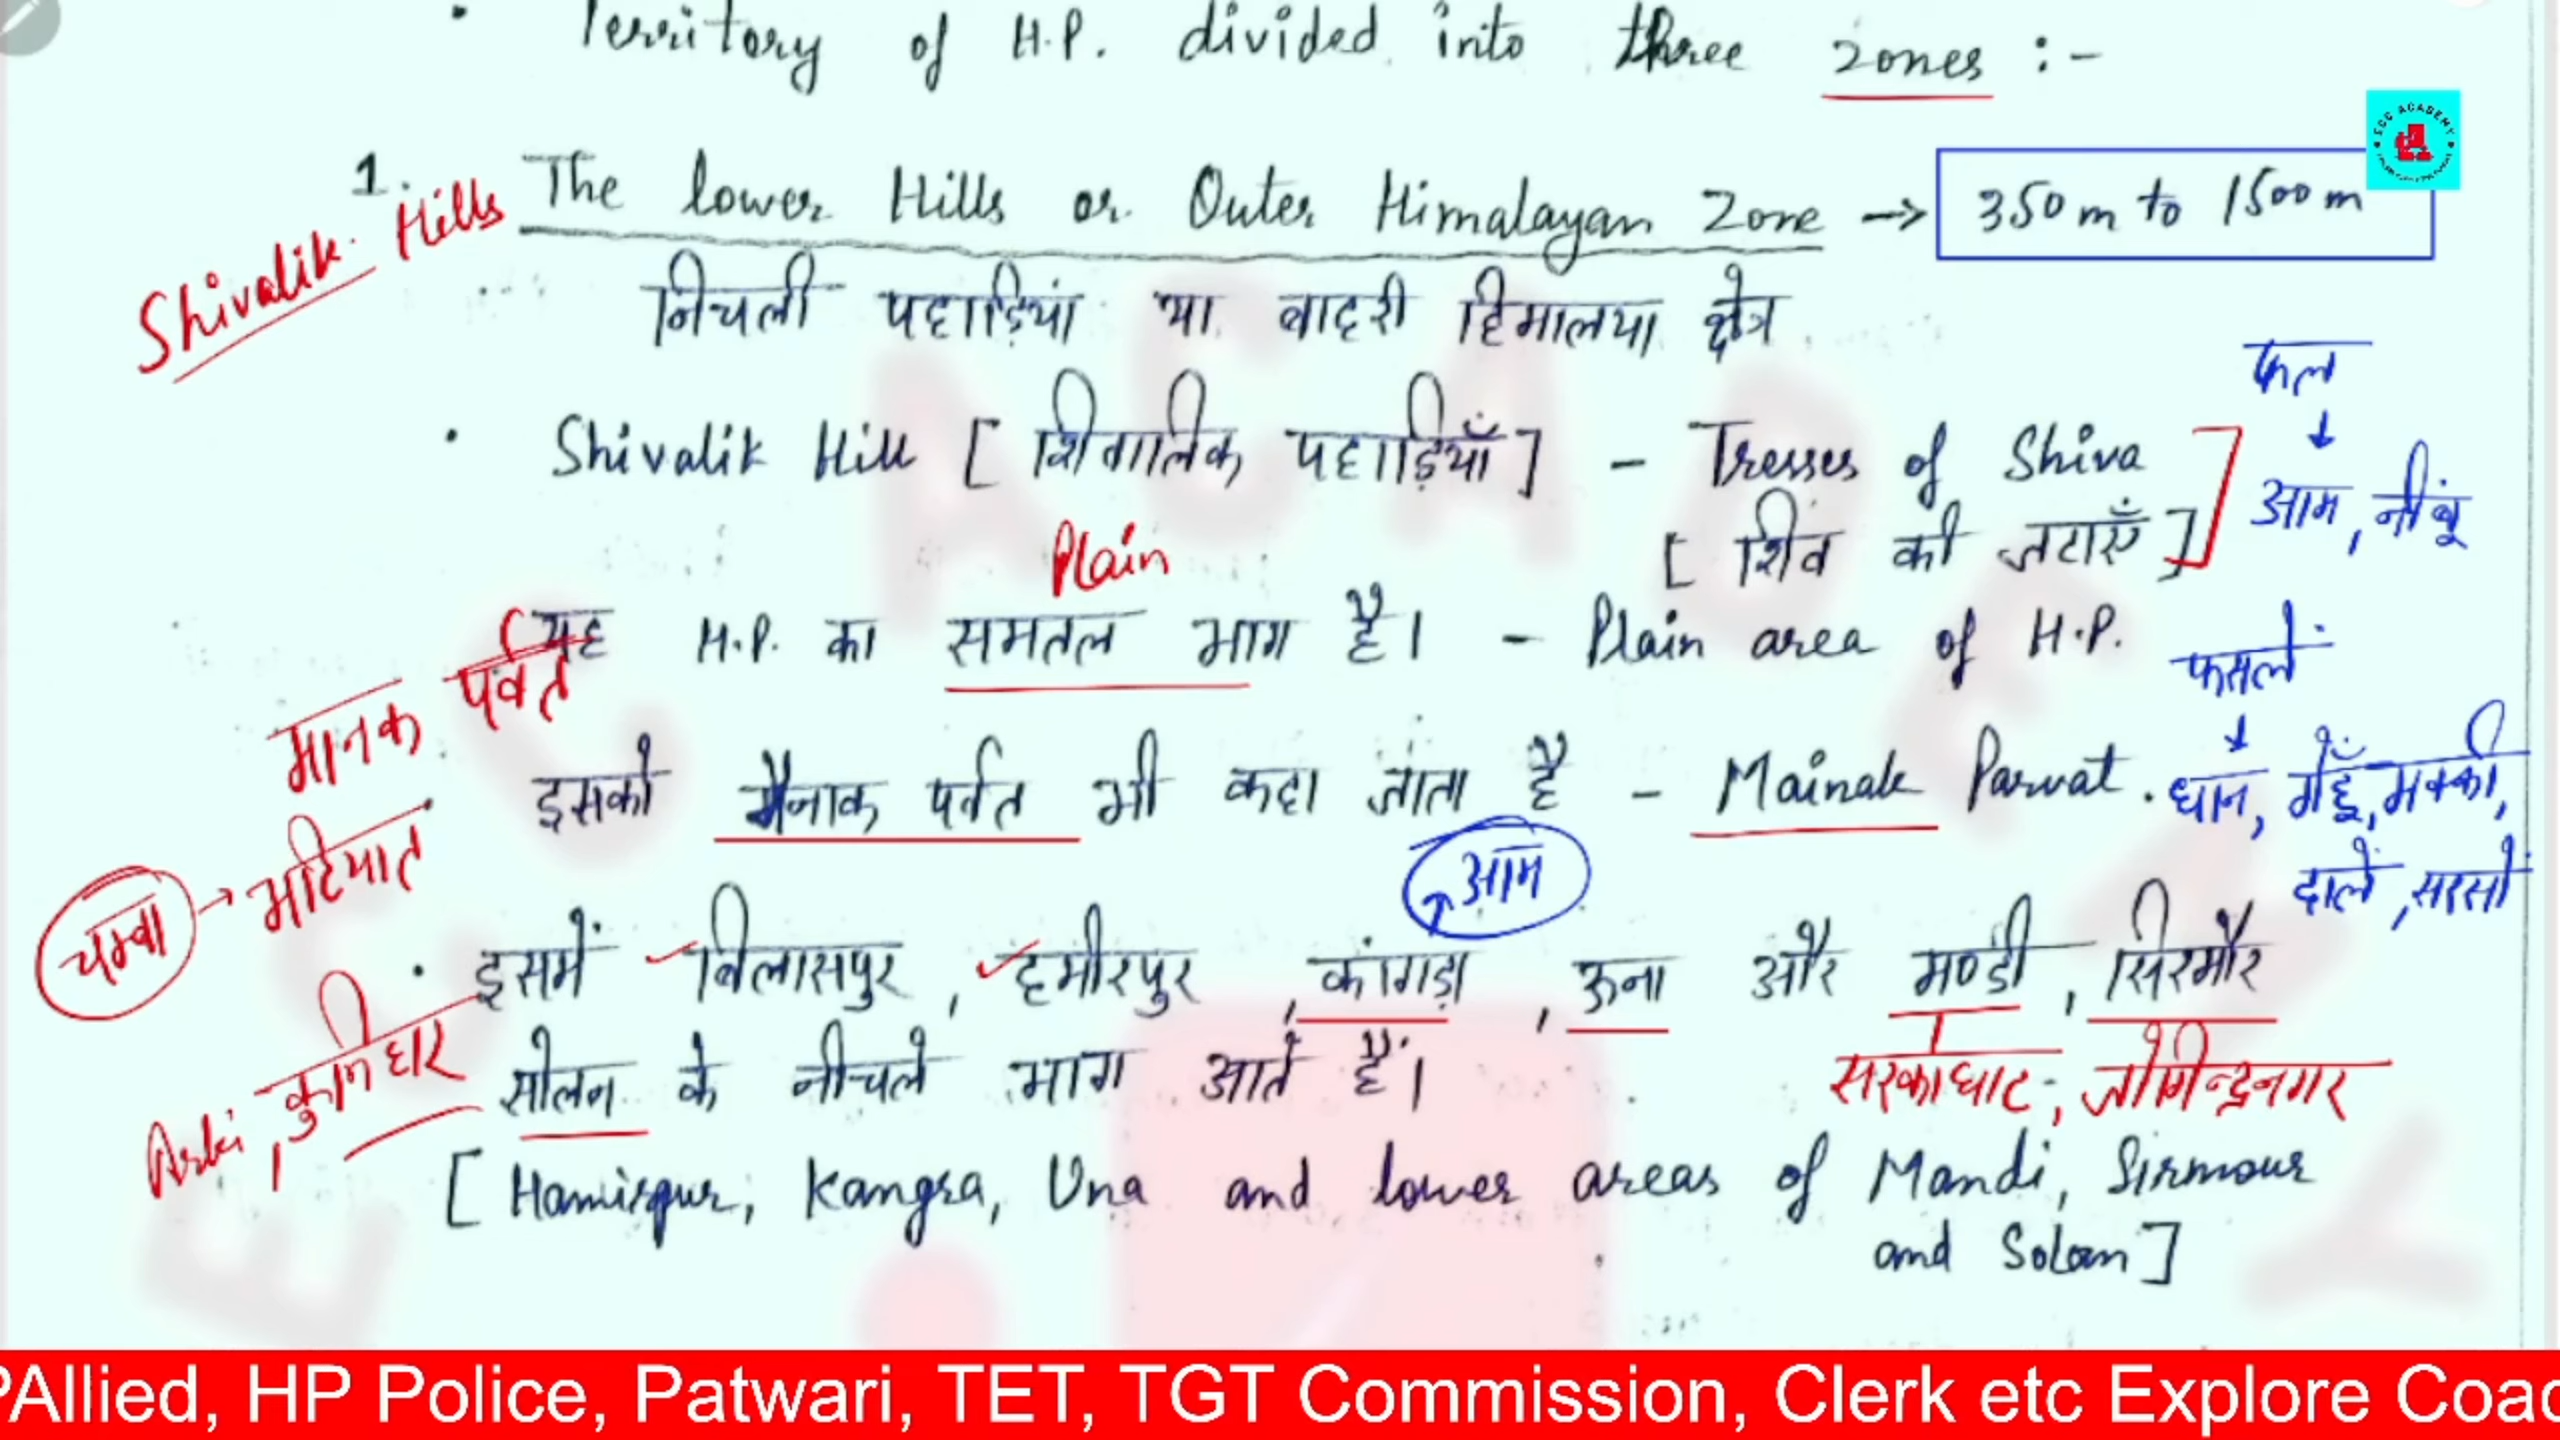 • Territory of H.P. divided into three zones :-
1. The lower Hills or Outer Himalayan Zone → 350 m to 1500 m
Shivalik Hills
निचली पहाड़ियां या बाहरी हिमालया क्षेत्र
फल
↓
आम, नींबू
• Shivalik Hill [ शिवालिक पहाड़ियाँ ] - Tresses of Shiva
[ शिव की जटाएँ ]
Plain
यह H.P. का समतल भाग है। - Plain area of H.P.
मानक पर्वत
फसलें
↓
धान, गेहूँ, मक्की,
दालें, सरसों
इसको मैनाक पर्वत भी कहा जाता है - Mainak Parvat.
चम्बा → भटियात
आम
• इसमें बिलासपुर, हमीरपुर, कांगड़ा, ऊना और मण्डी, सिरमौर
सरकाघाट, जोगिन्द्रनगर
Arki, कुनिहार
सोलन के नीचले भाग आते हैं।
[ Hamirpur, Kangra, Una and lower areas of Mandi, Sirmour
and Solan ]
PAllied, HP Police, Patwari, TET, TGT Commission, Clerk etc Explore Coac